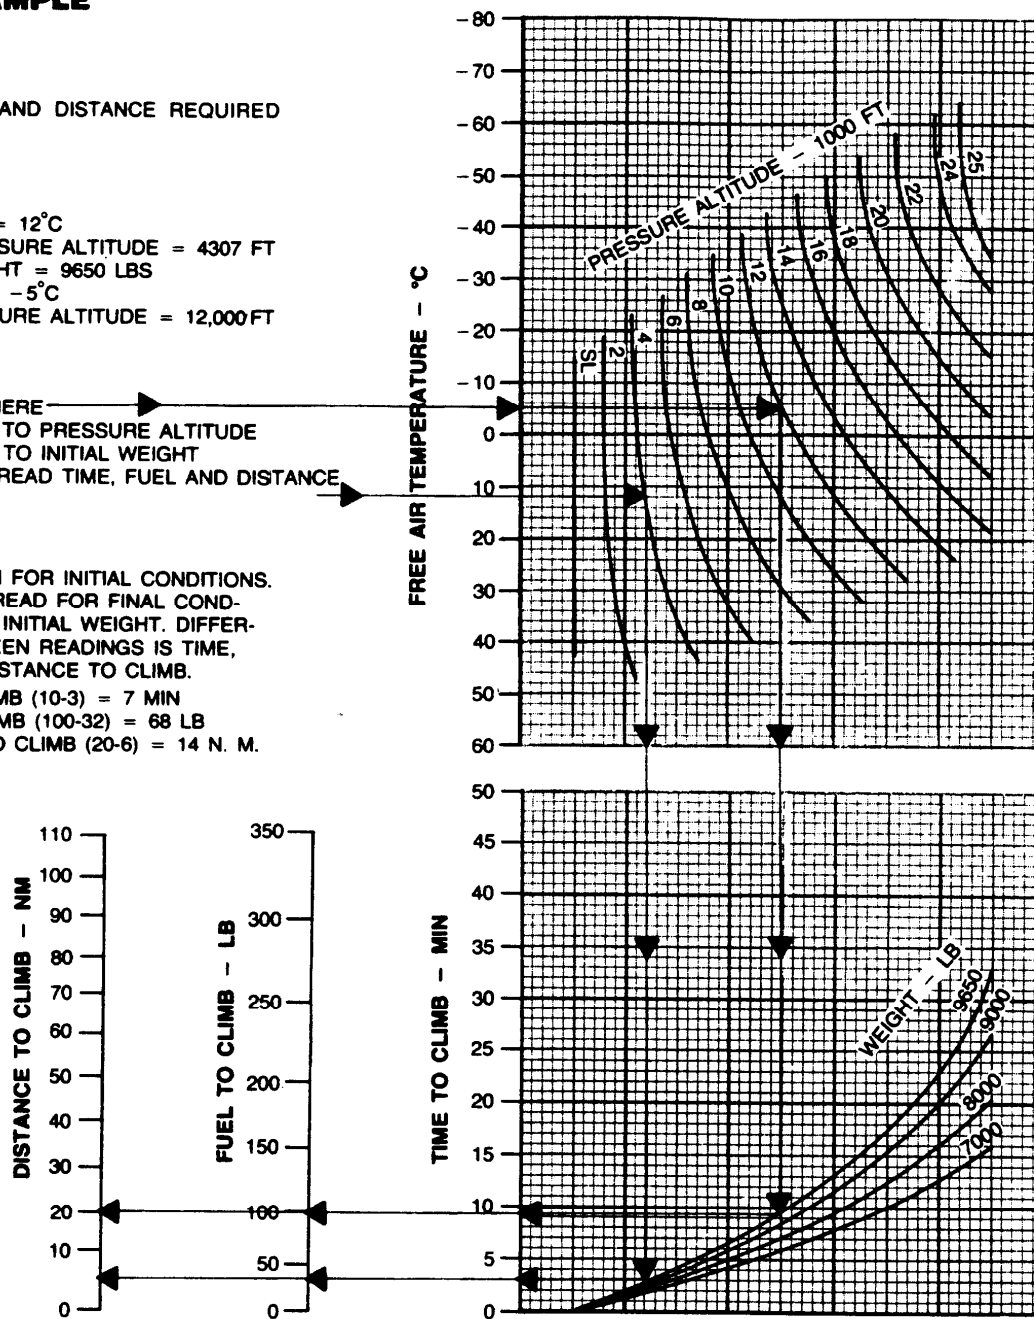 AND DISTANCE REQUIRED
= 12°C
SSURE ALTITUDE = 4307 FT
HT = 9650 LBS
-5°C
URE ALTITUDE = 12,000 FT
HERE
TO PRESSURE ALTITUDE
TO INITIAL WEIGHT
READ TIME, FUEL AND DISTANCE
FOR INITIAL CONDITIONS.
READ FOR FINAL COND-
INITIAL WEIGHT. DIFFER-
EEN READINGS IS TIME,
STANCE TO CLIMB.
MB (10-3) = 7 MIN
MB (100-32) = 68 LB
O CLIMB (20-6) = 14 N. M.
FREE AIR TEMPERATURE - °C
-80
-70
-60
-50
-40
-30
-20
-10
0
10
20
30
40
50
60
PRESSURE ALTITUDE - 1000 FT
SL
2
4
6
8
10
12
14
16
18
20
22
24
25
DISTANCE TO CLIMB - NM
110
100
90
80
70
60
50
40
30
20
10
0
FUEL TO CLIMB - LB
350
300
250
200
150
100
50
0
TIME TO CLIMB - MIN
50
45
40
35
30
25
20
15
10
5
0
WEIGHT - LB
9650
9000
8000
7000